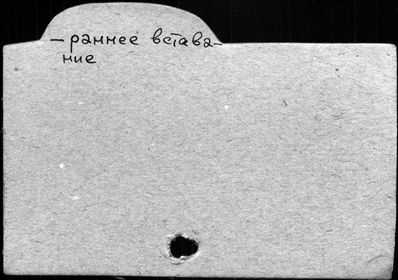 – раннее встава-
ние